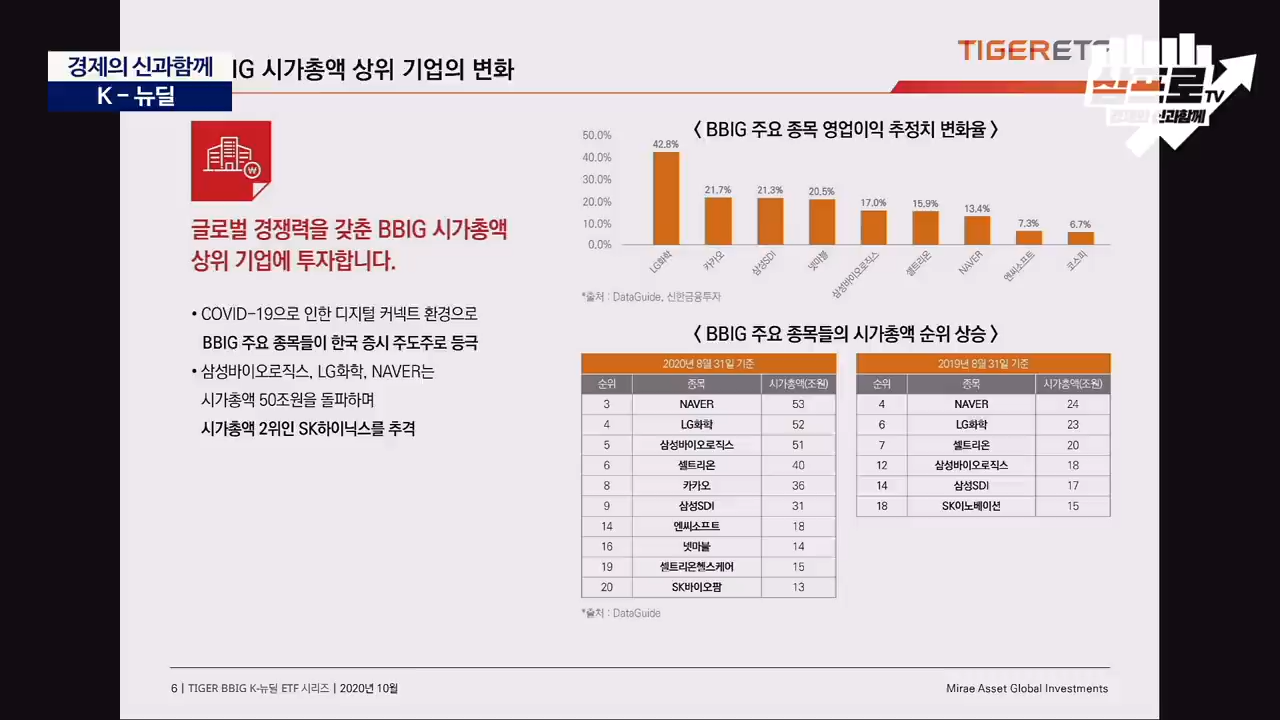 경제의 신과함께
K - 뉴딜
IG 시가총액 상위 기업의 변화
TIGERETF
삼프로TV
경제의 신과함께
글로벌 경쟁력을 갖춘 BBIG 시가총액
상위 기업에 투자합니다.
• COVID-19으로 인한 디지털 커넥트 환경으로
BBIG 주요 종목들이 한국 증시 주도주로 등극
• 삼성바이오로직스, LG화학, NAVER는
시가총액 50조원을 돌파하며
시가총액 2위인 SK하이닉스를 추격
< BBIG 주요 종목 영업이익 추정치 변화율 >
50.0%
40.0%
30.0%
20.0%
10.0%
0.0%
42.8% 21.7% 21.3% 20.5% 17.0% 15.9% 13.4% 7.3% 6.7%
LG화학 카카오 삼성SDI 넷마블 삼성바이오로직스 셀트리온 NAVER 엔씨소프트 코스피
*출처 : DataGuide, 신한금융투자
< BBIG 주요 종목들의 시가총액 순위 상승 >
2020년 8월 31일 기준
순위 종목 시가총액(조원)
3 NAVER 53
4 LG화학 52
5 삼성바이오로직스 51
6 셀트리온 40
8 카카오 36
9 삼성SDI 31
14 엔씨소프트 18
16 넷마블 14
19 셀트리온헬스케어 15
20 SK바이오팜 13
2019년 8월 31일 기준
순위 종목 시가총액(조원)
4 NAVER 24
6 LG화학 23
7 셀트리온 20
12 삼성바이오로직스 18
14 삼성SDI 17
18 SK이노베이션 15
*출처 : DataGuide
6 | TIGER BBIG K-뉴딜 ETF 시리즈 | 2020년 10월
Mirae Asset Global Investments